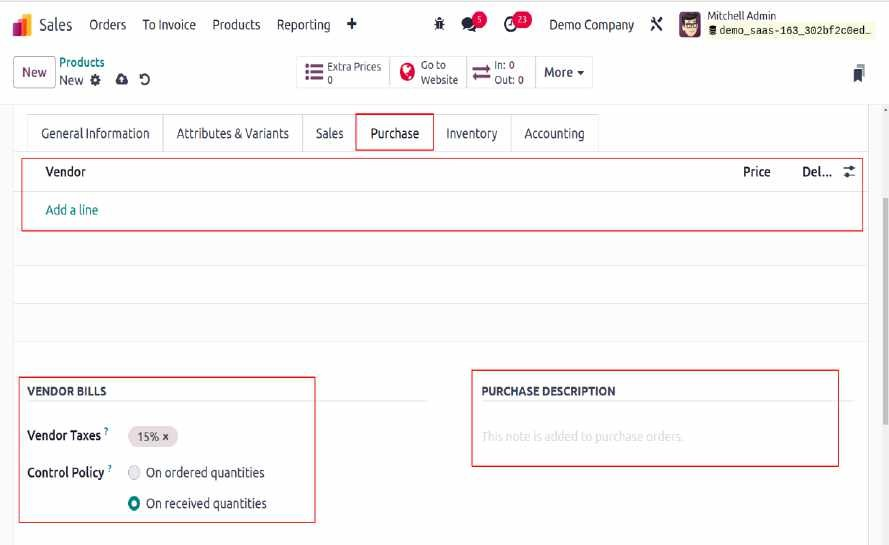 Sales Orders To Invoice Products Reporting + 5 23 Demo Company Mitchell Admin
demo_saas-163_302bf2c0ed...
New Products Extra Prices Go to In: 0 More
New 0 Website Out: 0
General Information Attributes & Variants Sales Purchase Inventory Accounting
Vendor Price Del...
Add a line
VENDOR BILLS PURCHASE DESCRIPTION
Vendor Taxes ? 15% × This note is added to purchase orders.
Control Policy ? On ordered quantities
On received quantities